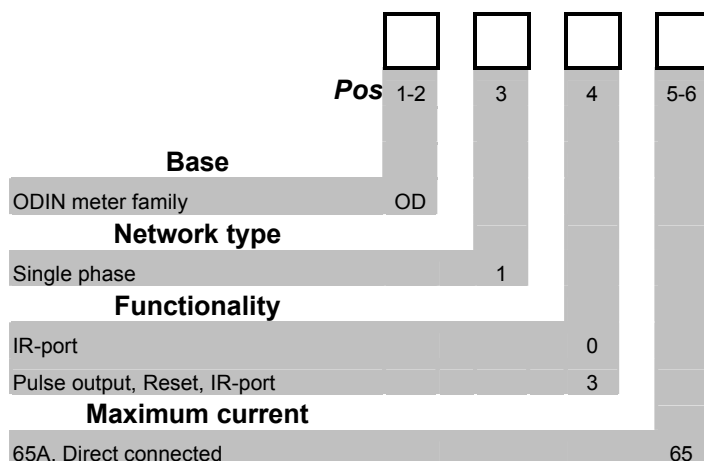 Pos 1-2 3 4 5-6
Base
ODIN meter family OD
Network type
Single phase 1
Functionality
IR-port 0
Pulse output, Reset, IR-port 3
Maximum current
65A, Direct connected 65